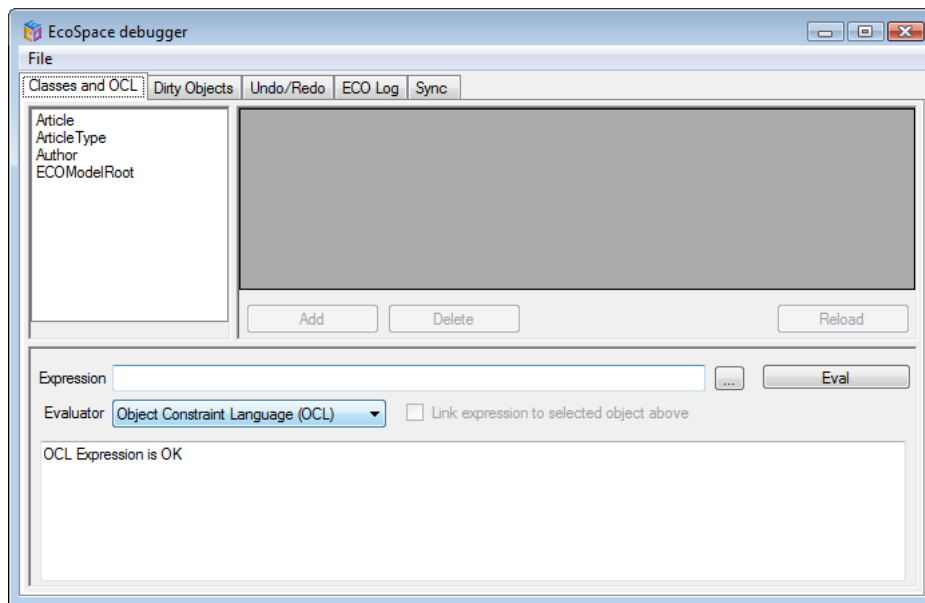 EcoSpace debugger
File
Classes and OCL Dirty Objects Undo/Redo ECO Log Sync
Article
ArticleType
Author
ECOModelRoot
Add Delete Reload
Expression ... Eval
Evaluator Object Constraint Language (OCL) Link expression to selected object above
OCL Expression is OK